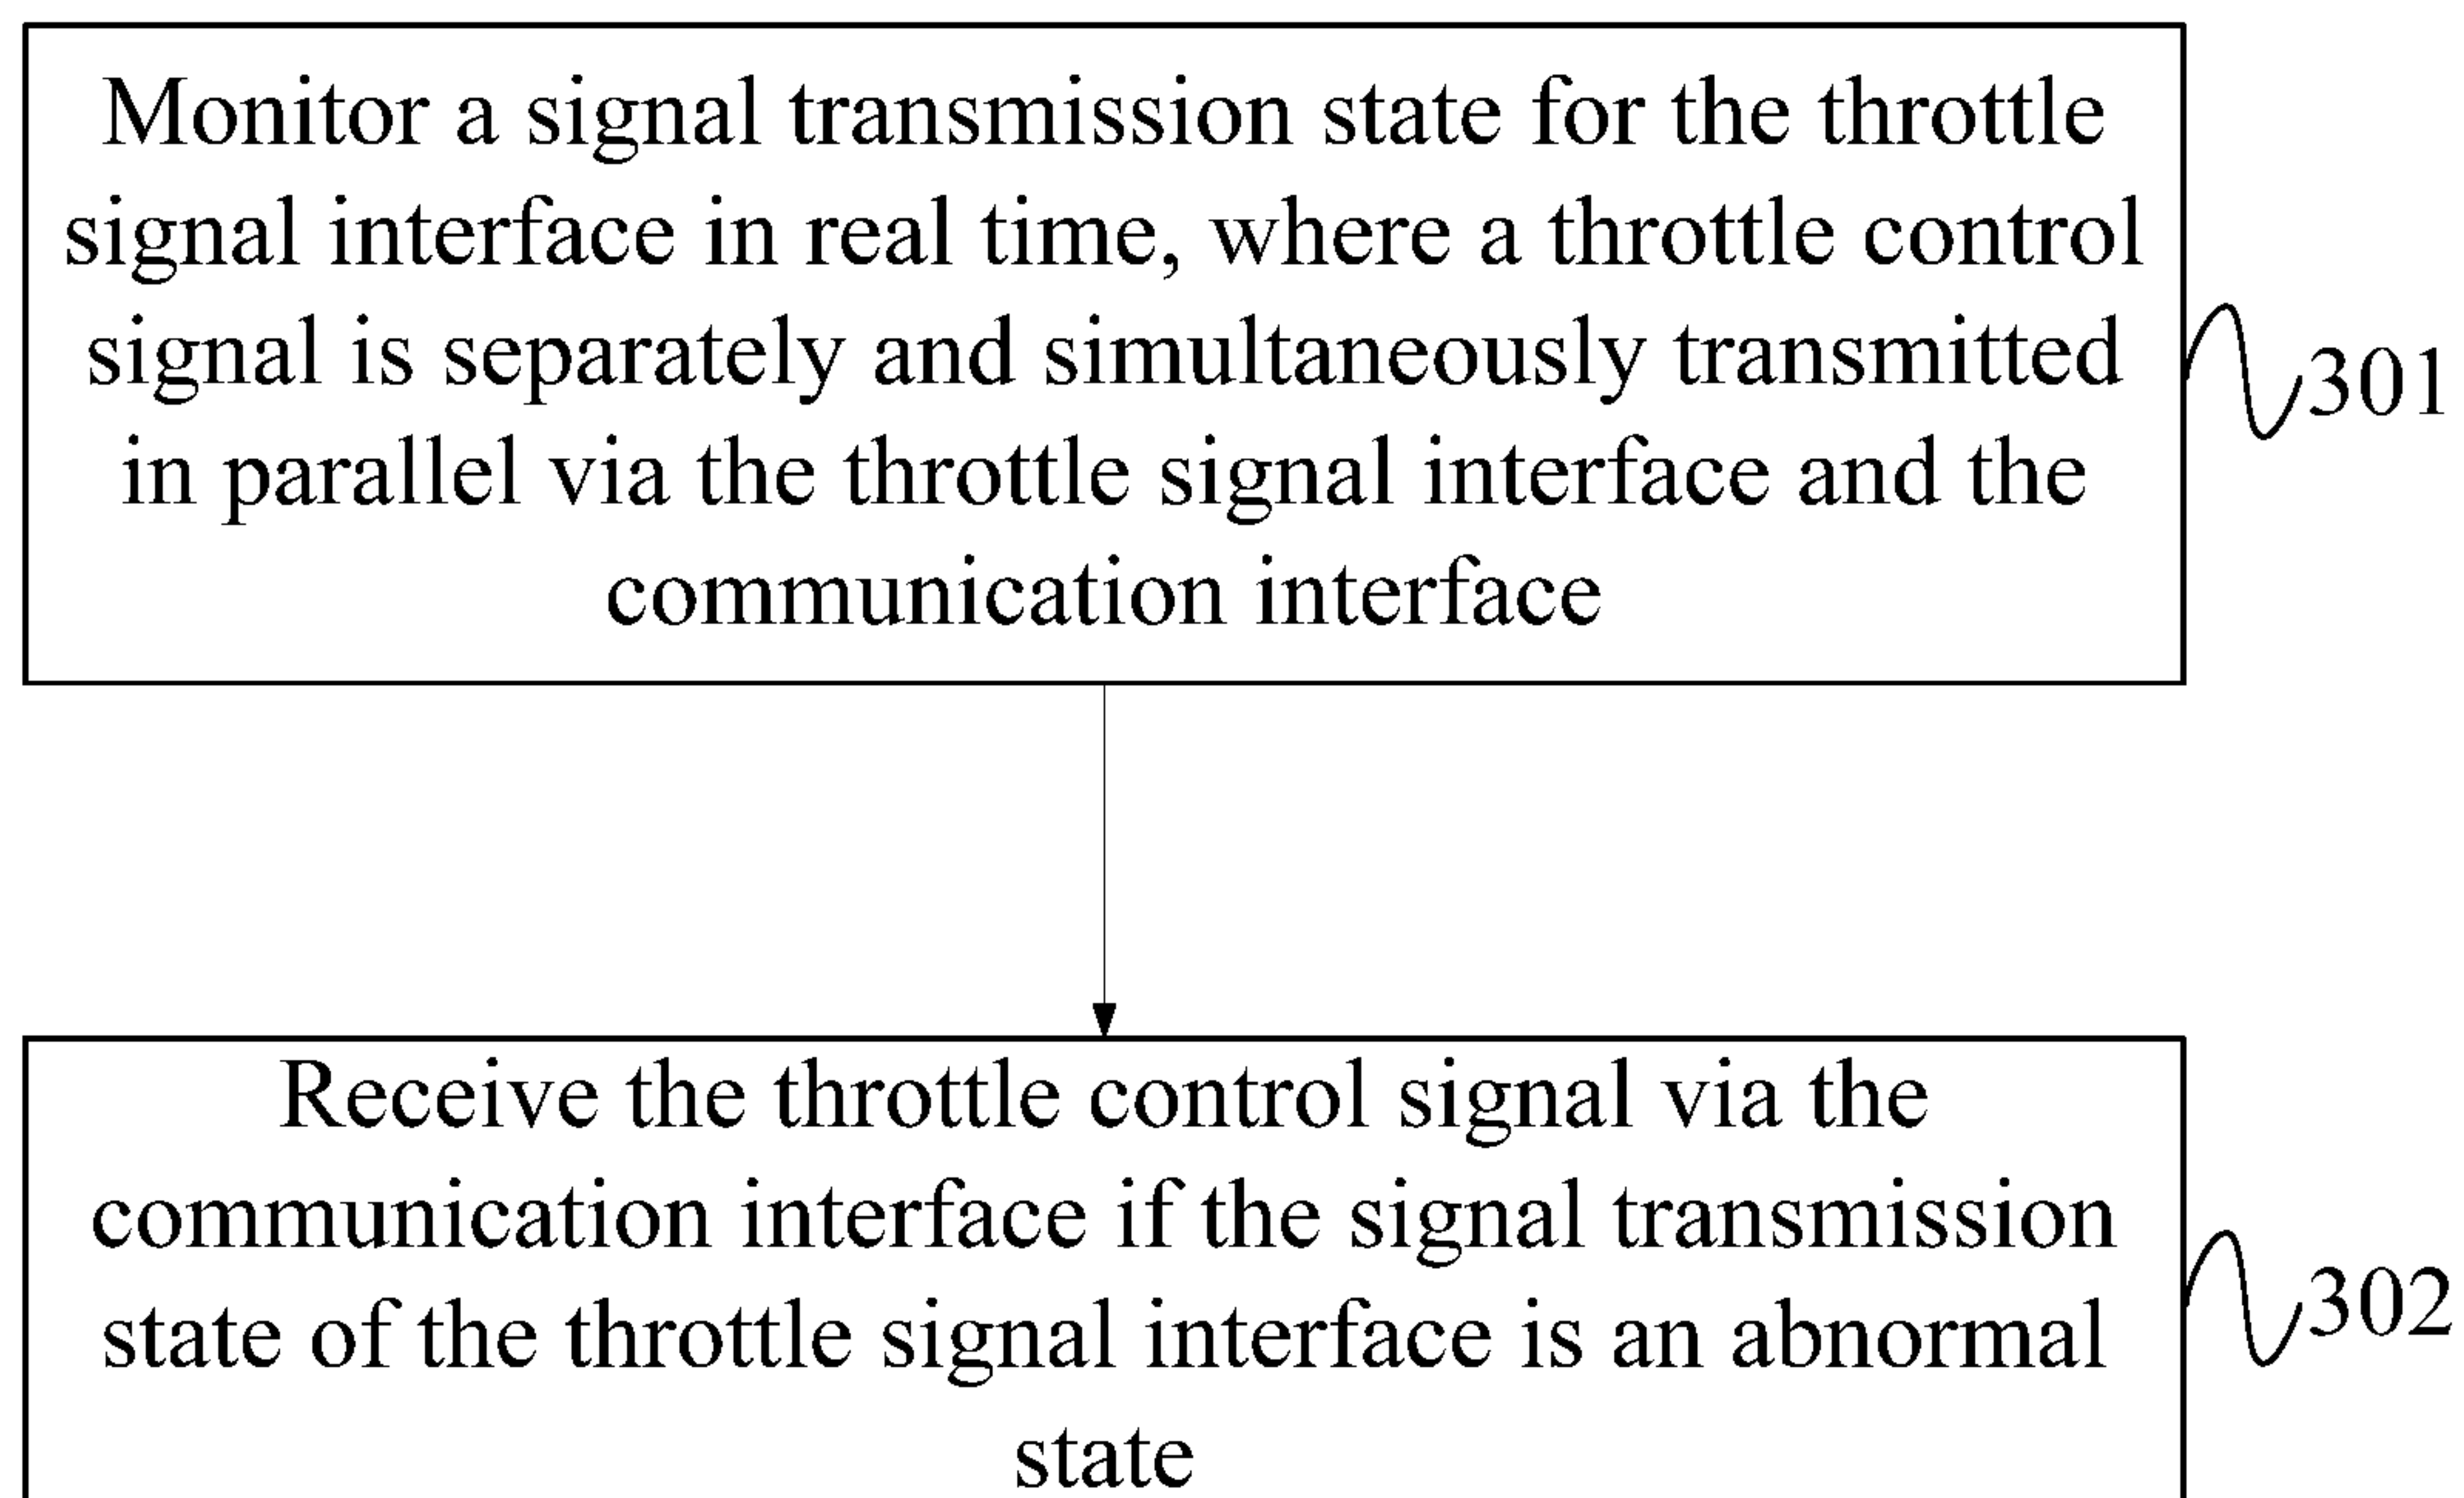 Monitor a signal transmission state for the throttle
signal interface in real time, where a throttle control
signal is separately and simultaneously transmitted
in parallel via the throttle signal interface and the
communication interface
301
Receive the throttle control signal via the
communication interface if the signal transmission
state of the throttle signal interface is an abnormal
state
302